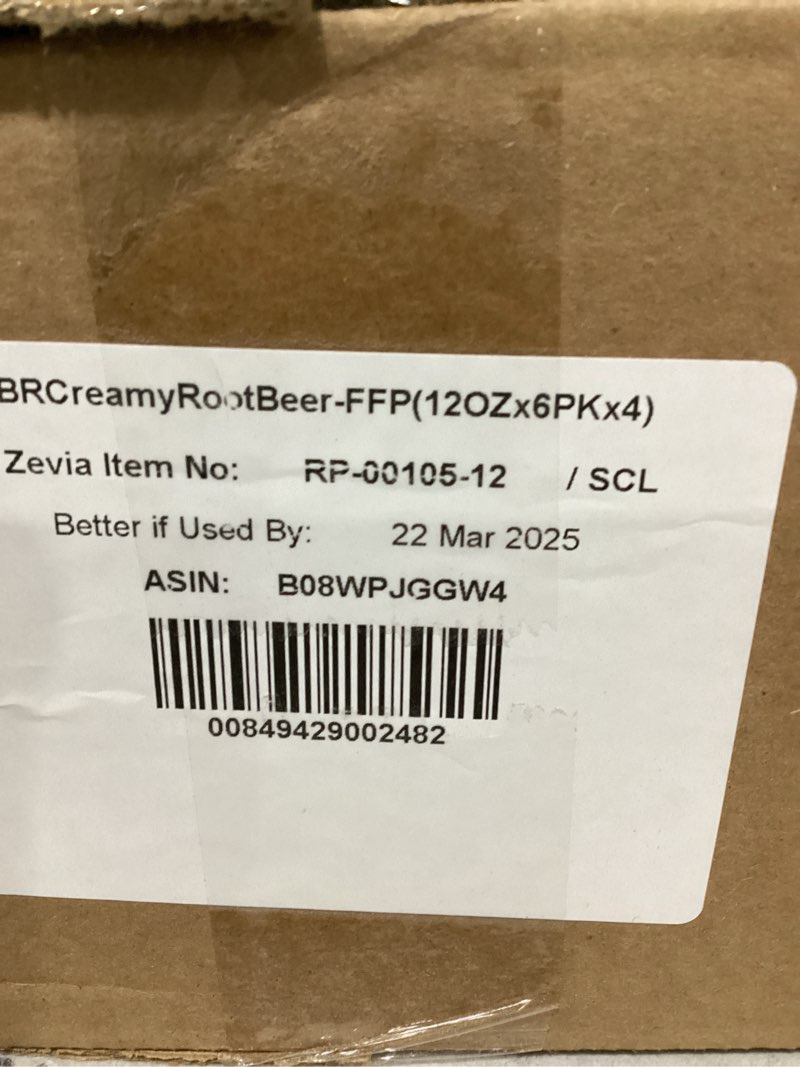 BRCreamyRootBeer-FFP(12OZx6PKx4)
Zevia Item No: RP-00105-12 / SCL
Better if Used By: 22 Mar 2025
ASIN: B08WPJGGW4
00849429002482